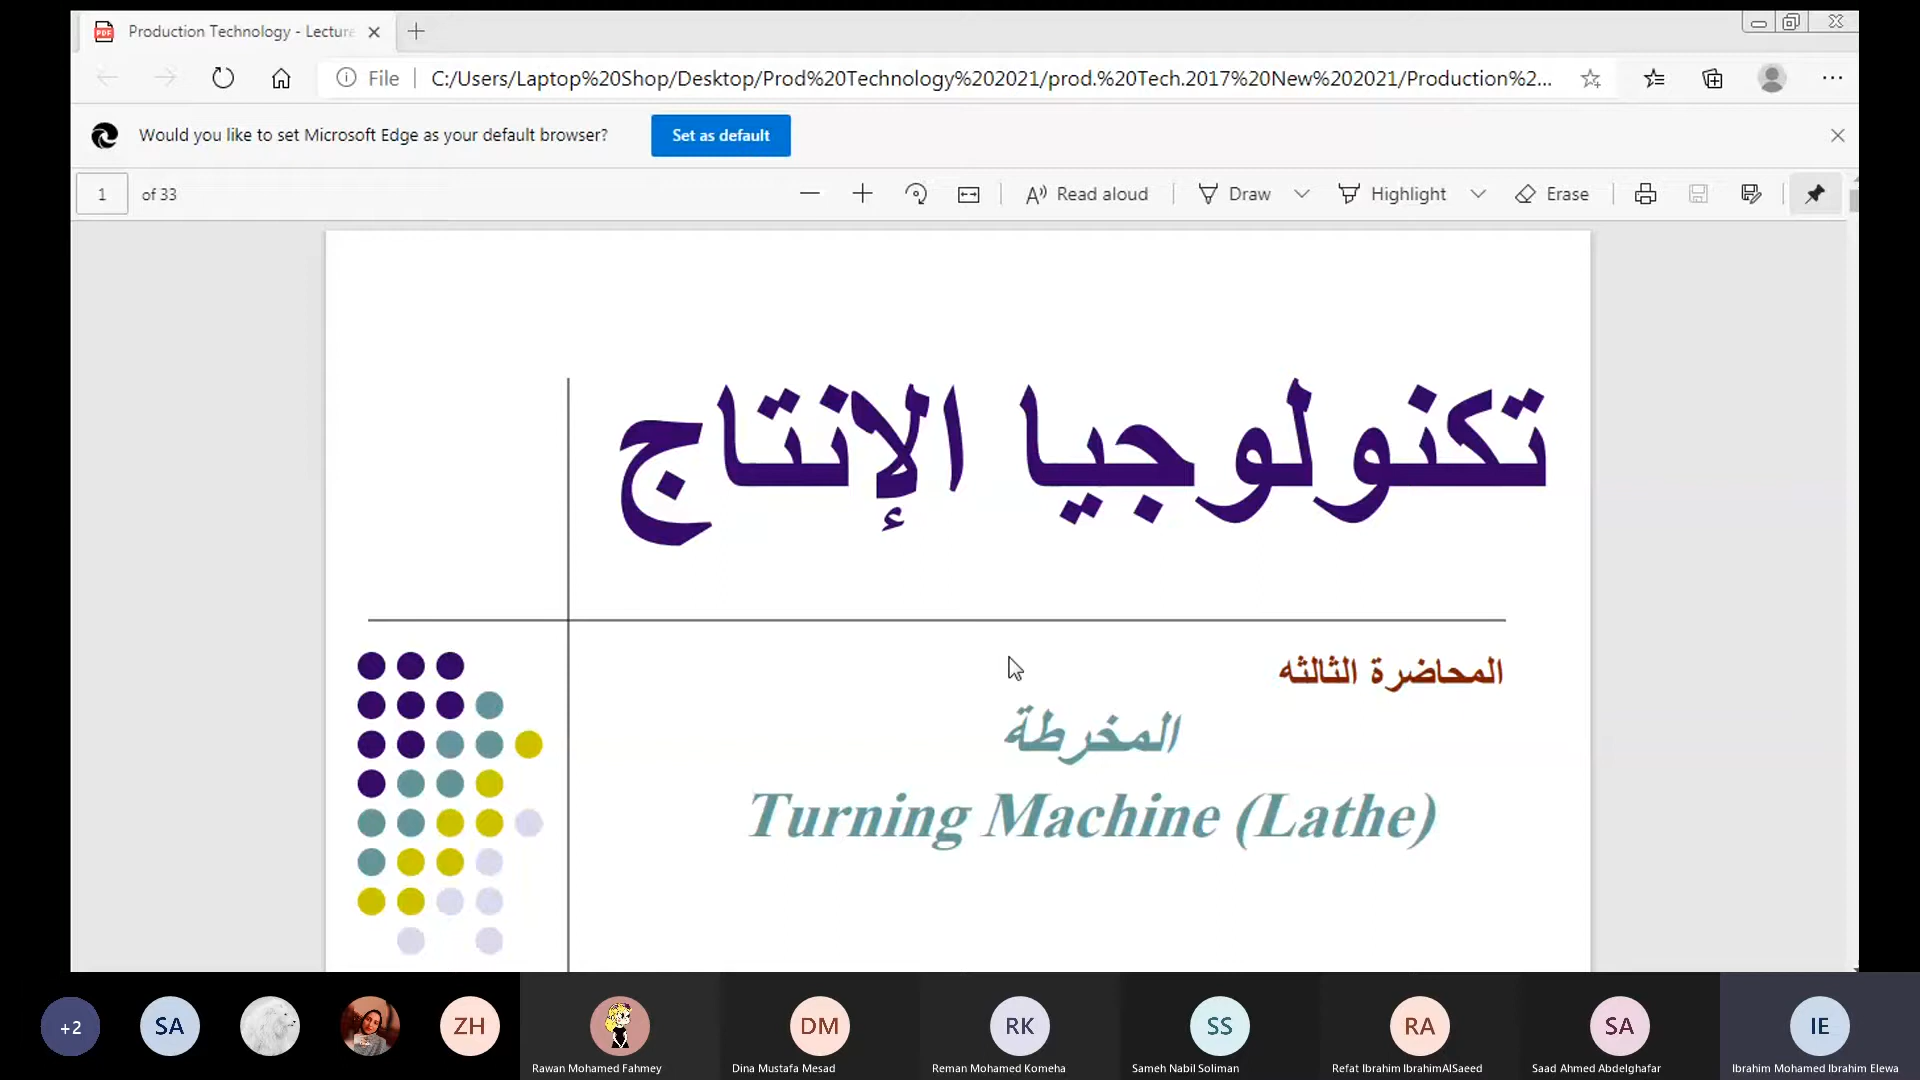 Production Technology - Lecture
File
C:/Users/Laptop%20Shop/Desktop/Prod%20Technology%202021/prod.%20Tech.2017%20New%202021/Production%2...
Would you like to set Microsoft Edge as your default browser?
Set as default
1 of 33
Read aloud
Draw
Highlight
Erase
تكنولوجيا الإنتاج
المحاضرة الثالثه
المخرطة
Turning Machine (Lathe)
+2
SA
ZH
DM
RK
SS
RA
SA
IE
Rawan Mohamed Fahmey
Dina Mustafa Mesad
Reman Mohamed Komeha
Sameh Nabil Soliman
Refat Ibrahim IbrahimAlSaeed
Saad Ahmed Abdelghafar
Ibrahim Mohamed Ibrahim Elewa